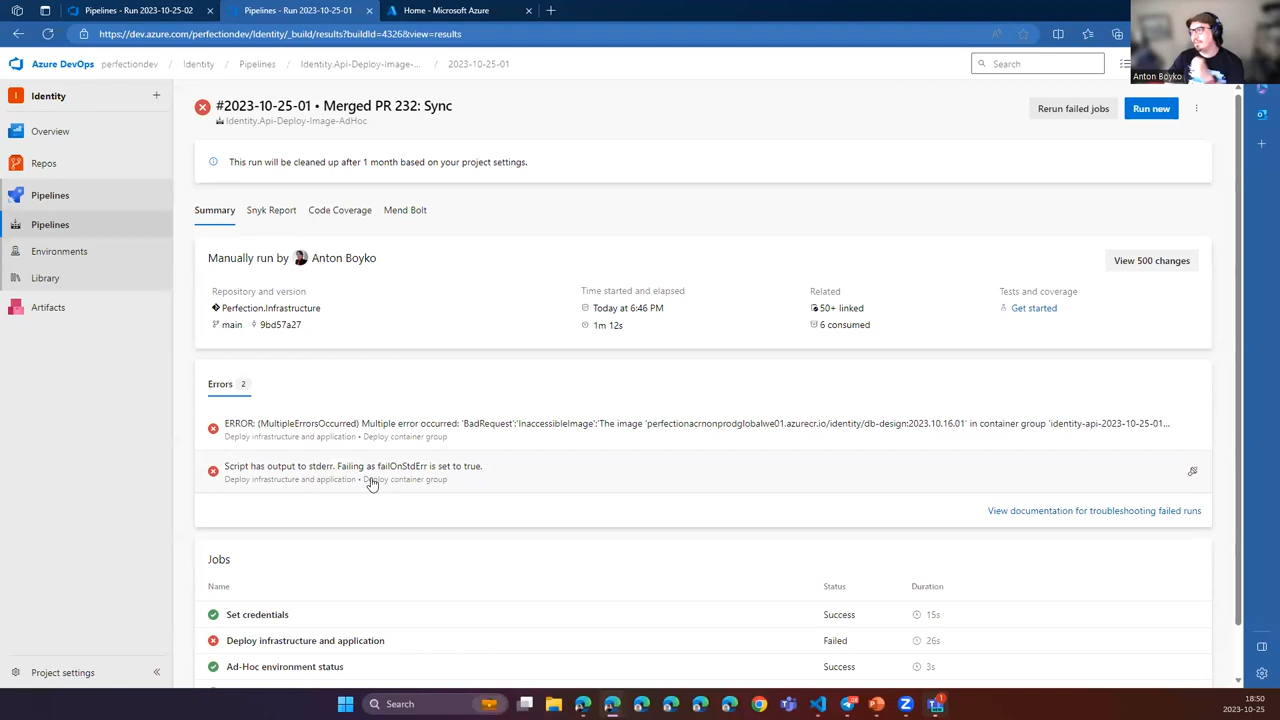 Pipelines - Run 2023-10-25-02
Pipelines - Run 2023-10-25-01
Home - Microsoft Azure
https://dev.azure.com/perfectiondev/Identity/_build/results?buildId=4326&view=results
Anton Boyko
Azure DevOps
perfectiondev / Identity / Pipelines / Identity.Api-Deploy-Image-... / 2023-10-25-01
Search
I Identity
Overview
Repos
Pipelines
Pipelines
Environments
Library
Artifacts
Project settings
#2023-10-25-01 • Merged PR 232: Sync
Identity.Api-Deploy-Image-AdHoc
Rerun failed jobs
Run new
This run will be cleaned up after 1 month based on your project settings.
Summary Snyk Report Code Coverage Mend Bolt
Manually run by Anton Boyko
View 500 changes
Repository and version
Perfection.Infrastructure
main 9bd57a27
Time started and elapsed
Today at 6:46 PM
1m 12s
Related
50+ linked
6 consumed
Tests and coverage
Get started
Errors 2
ERROR: (MultipleErrorsOccurred) Multiple error occurred: 'BadRequest':'InaccessibleImage':'The image 'perfectionacrnonprodglobalwe01.azurecr.io/identity/db-design:2023.10.16.01' in container group 'identity-api-2023-10-25-01...
Deploy infrastructure and application • Deploy container group
Script has output to stderr. Failing as failOnStdErr is set to true.
Deploy infrastructure and application • Deploy container group
View documentation for troubleshooting failed runs
Jobs
Name Status Duration
Set credentials Success 15s
Deploy infrastructure and application Failed 26s
Ad-Hoc environment status Success 3s
Search
18:50
2023-10-25